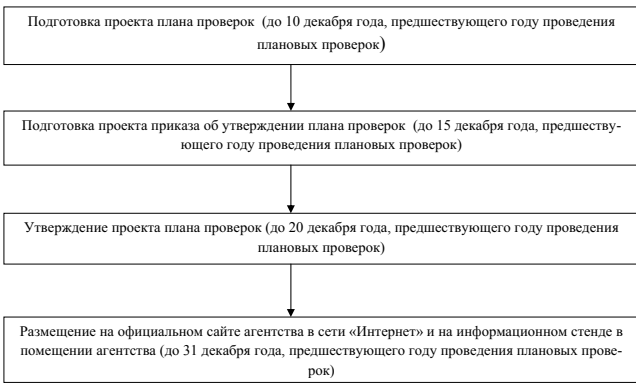 Подготовка проекта плана проверок (до 10 декабря года, предшествующего году проведения
плановых проверок)
Подготовка проекта приказа об утверждении плана проверок (до 15 декабря года, предшеству-
ющего году проведения плановых проверок)
Утверждение проекта плана проверок (до 20 декабря года, предшествующего году проведения
плановых проверок)
Размещение на официальном сайте агентства в сети «Интернет» и на информационном стенде в
помещении агентства (до 31 декабря года, предшествующего году проведения плановых прове-
рок)